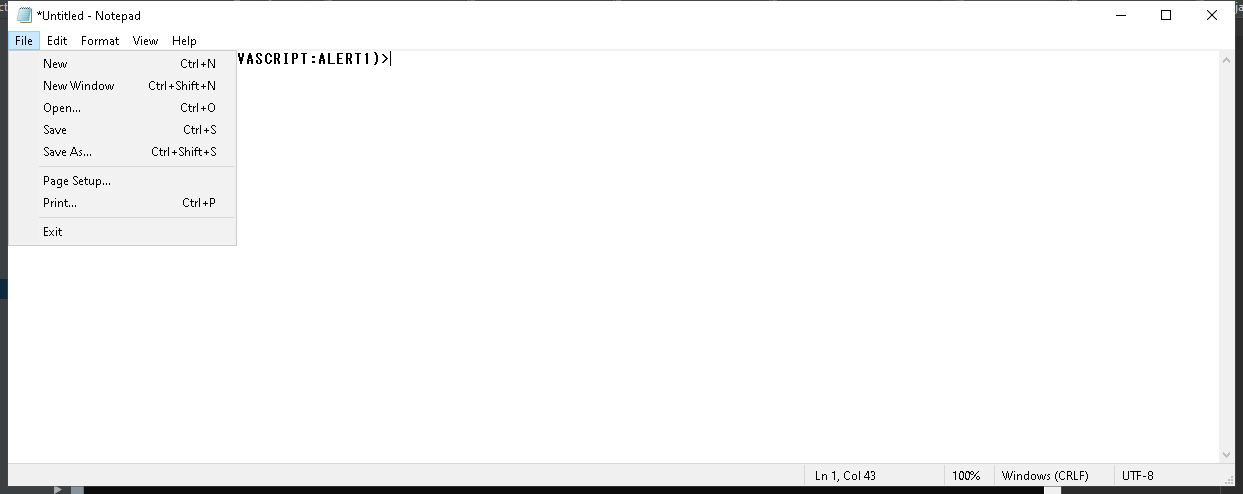 *Untitled - Notepad
File Edit Format View Help
VASCRIPT:ALERT1)>
New Ctrl+N
New Window Ctrl+Shift+N
Open... Ctrl+O
Save Ctrl+S
Save As... Ctrl+Shift+S
Page Setup...
Print... Ctrl+P
Exit
Ln 1, Col 43 100% Windows (CRLF) UTF-8